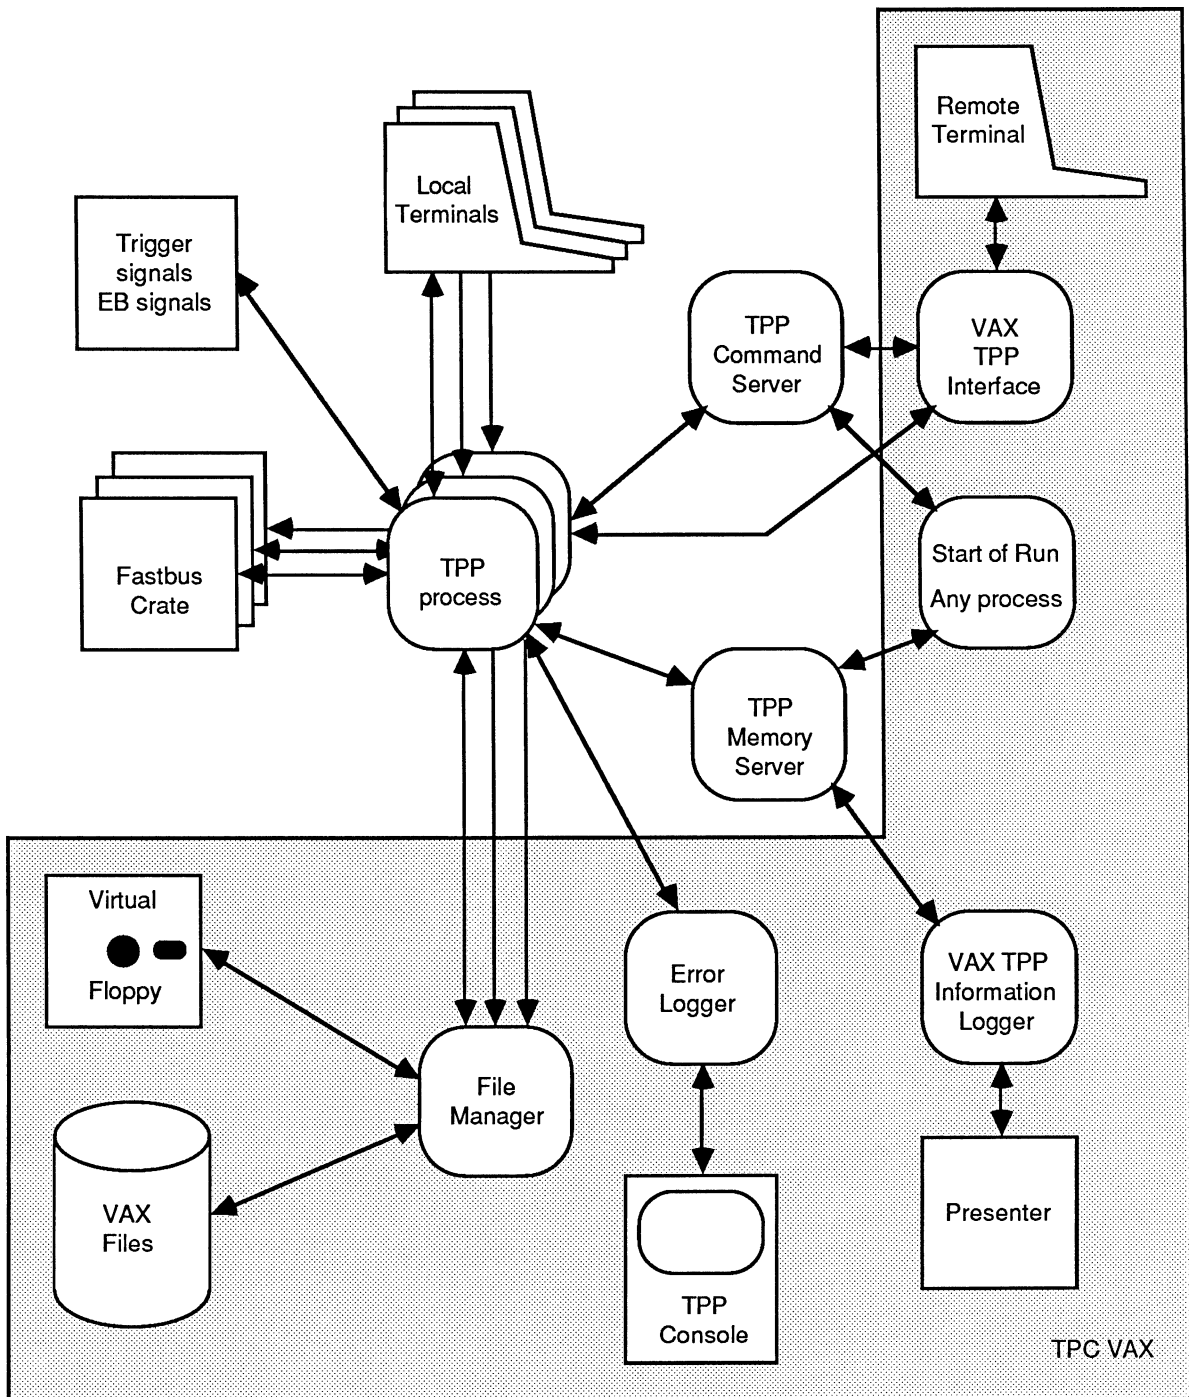 Remote
Terminal
Local
Terminals
Trigger
signals
EB signals
TPP
Command
Server
VAX
TPP
Interface
Fastbus
Crate
TPP
process
Start of Run
Any process
TPP
Memory
Server
Virtual
Floppy
Error
Logger
VAX TPP
Information
Logger
File
Manager
VAX
Files
Presenter
TPP
Console
TPC VAX